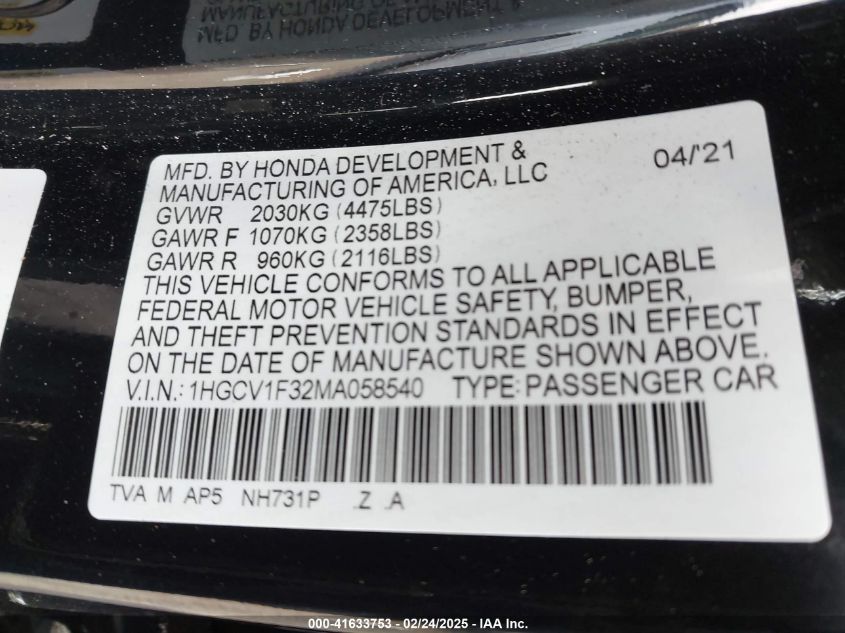 MFD. BY HONDA DEVELOPMENT &
MANUFACTURING OF AMERICA, LLC
04/'21
GVWR 2030KG (4475LBS)
GAWR F 1070KG (2358LBS)
GAWR R 960KG (2116LBS)
THIS VEHICLE CONFORMS TO ALL APPLICABLE
FEDERAL MOTOR VEHICLE SAFETY, BUMPER,
AND THEFT PREVENTION STANDARDS IN EFFECT
ON THE DATE OF MANUFACTURE SHOWN ABOVE.
V.I.N.: 1HGCV1F32MA058540 TYPE: PASSENGER CAR
TVA M AP5 NH731P .Z .A
000-41633753 - 02/24/2025 - IAA Inc.